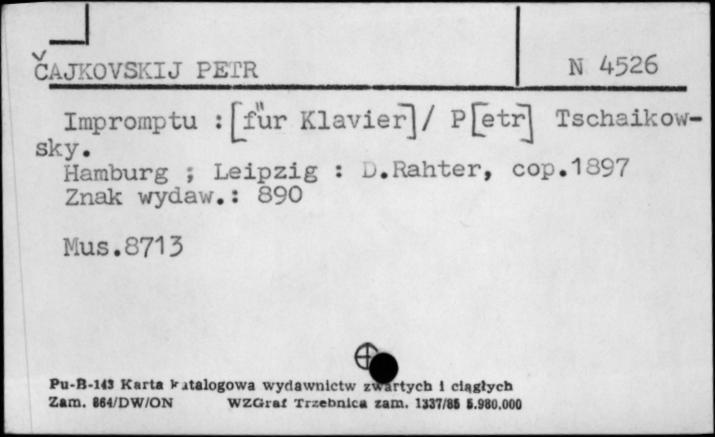 ČAJKOVSKIJ PETR
N 4526
Impromptu : [für Klavier] / P[etr] Tschaikow-
sky.
Hamburg ; Leipzig : D.Rahter, cop.1897
Znak wydaw.: 890
Mus.8713
Pu-B-143 Karta katalogowa wydawnictw zwartych i ciągłych
Zam. 864/DW/ON WZGraf Trzebnica zam. 1337/85 5.980.000